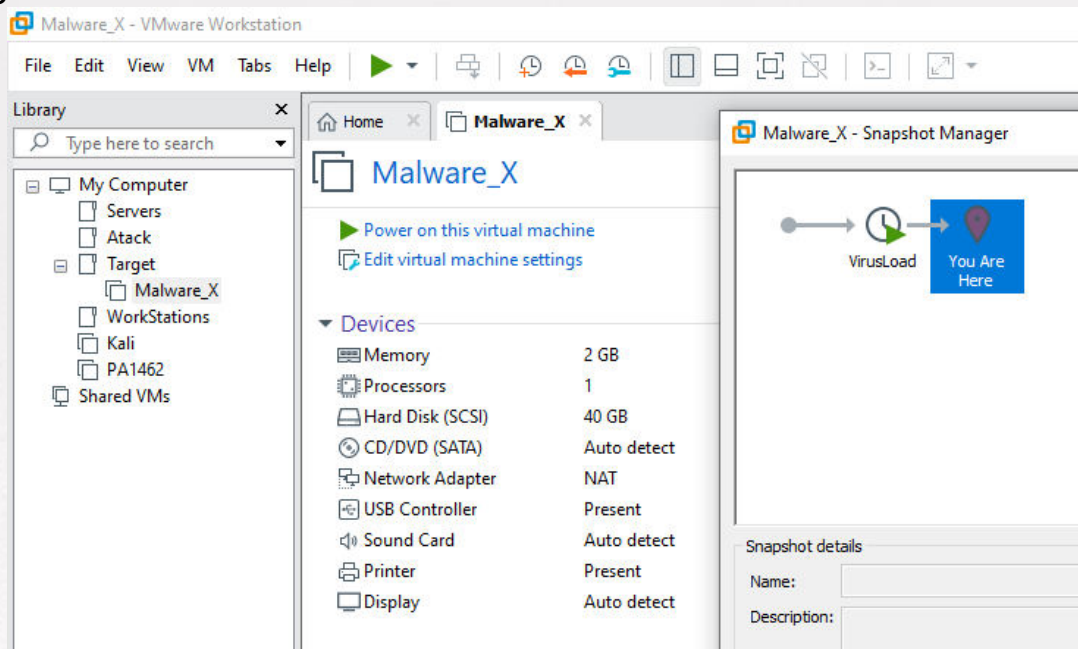 Malware_X - VMware Workstation
File Edit View VM Tabs Help
Library
Type here to search
My Computer
Servers
Atack
Target
Malware_X
WorkStations
Kali
PA1462
Shared VMs
Home
Malware_X
Malware_X
Power on this virtual machine
Edit virtual machine settings
Devices
Memory 2 GB
Processors 1
Hard Disk (SCSI) 40 GB
CD/DVD (SATA) Auto detect
Network Adapter NAT
USB Controller Present
Sound Card Auto detect
Printer Present
Display Auto detect
Malware_X - Snapshot Manager
VirusLoad
You Are
Here
Snapshot details
Name:
Description: